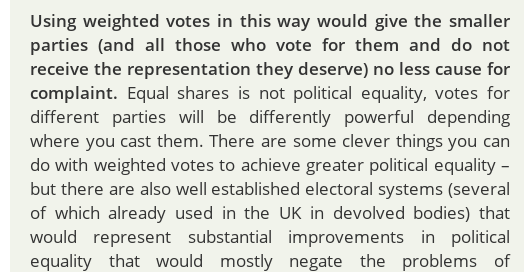 Using weighted votes in this way would give the smaller
parties (and all those who vote for them and do not
receive the representation they deserve) no less cause for
complaint. Equal shares is not political equality, votes for
different parties will be differently powerful depending
where you cast them. There are some clever things you can
do with weighted votes to achieve greater political equality –
but there are also well established electoral systems (several
of which already used in the UK in devolved bodies) that
would represent substantial improvements in political
equality that would mostly negate the problems of